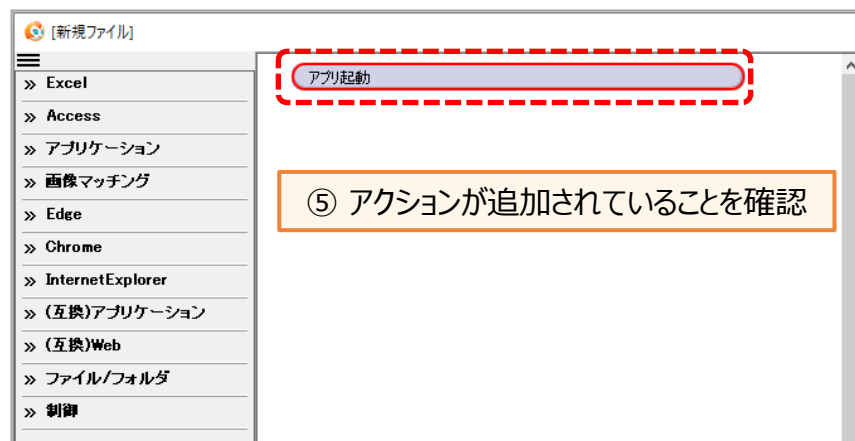 [新規ファイル]
» Excel
» Access
» アプリケーション
» 画像マッチング
» Edge
» Chrome
» InternetExplorer
» (互換)アプリケーション
» (互換)Web
» ファイル/フォルダ
» 制御
アプリ起動
⑤ アクションが追加されていることを確認